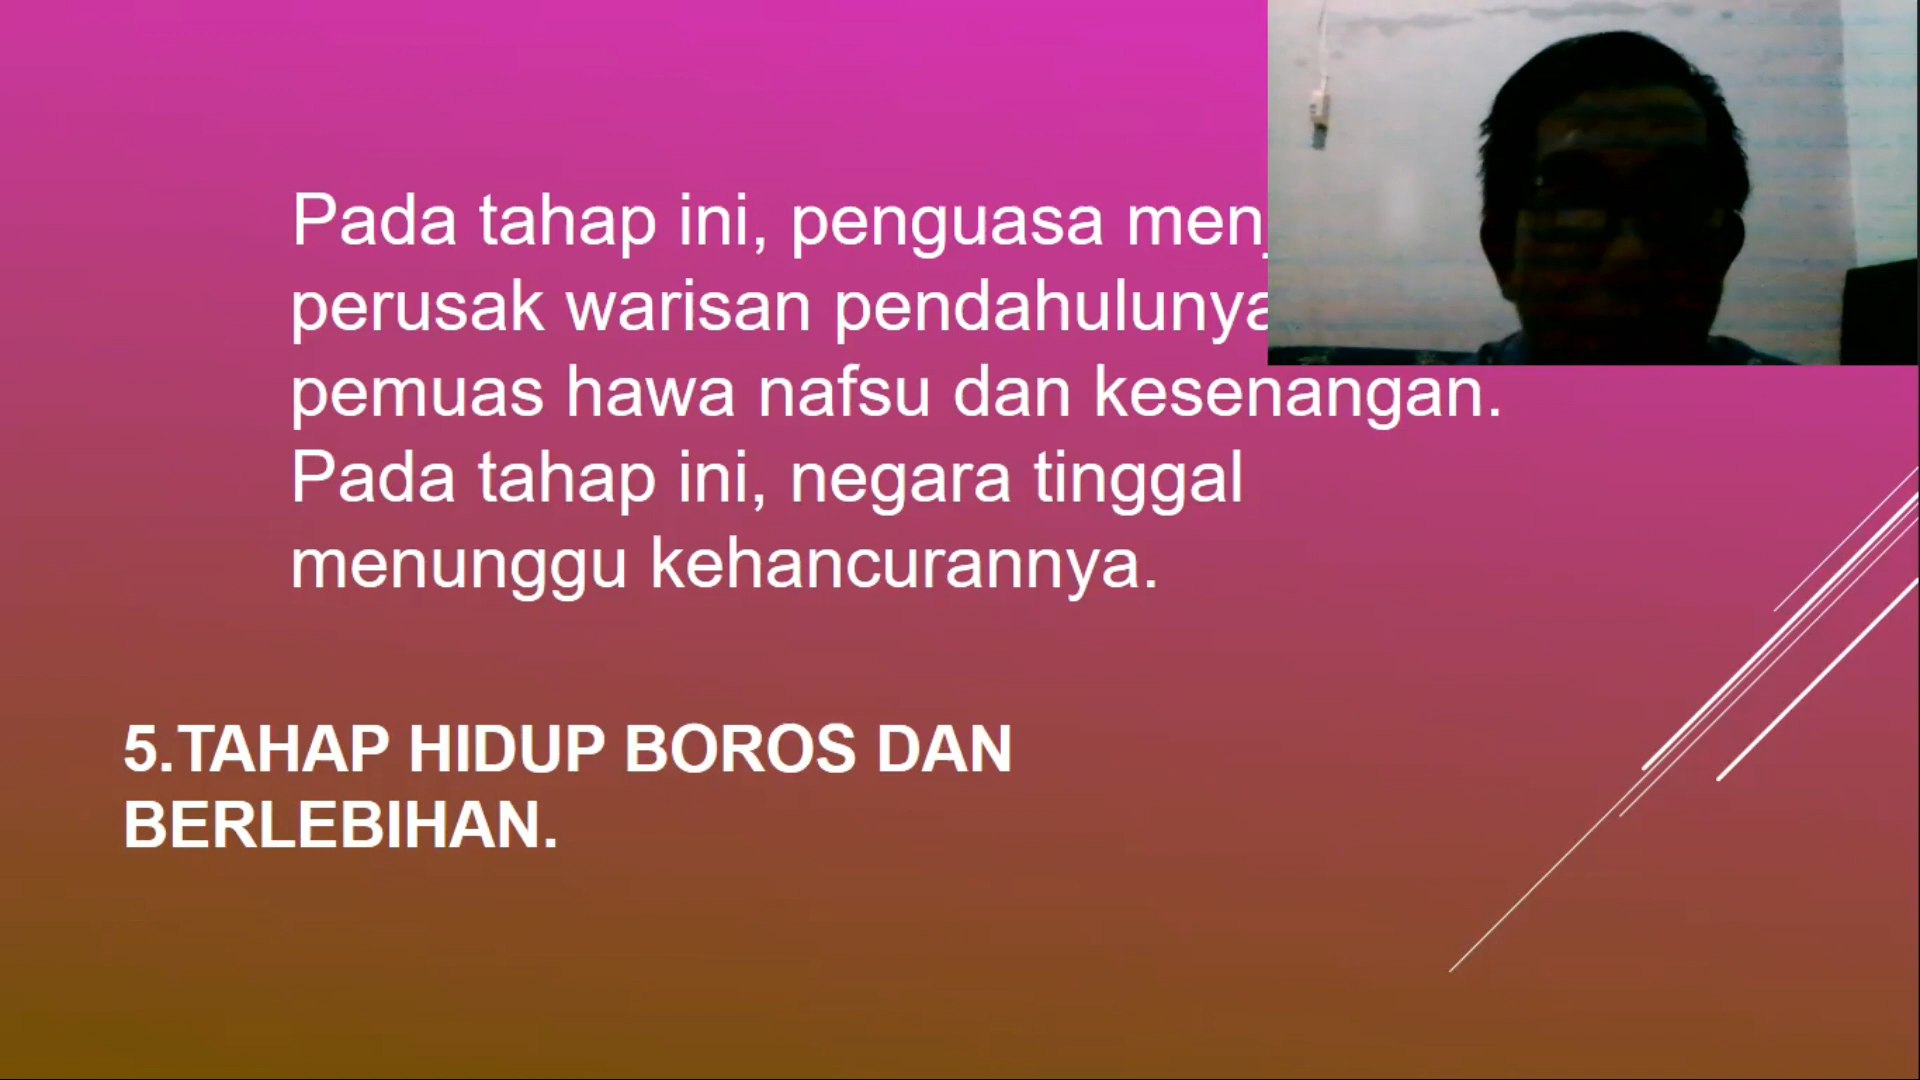 Pada tahap ini, penguasa
perusak warisan pendahulunya
pemuas hawa nafsu dan kesenangan.
Pada tahap ini, negara tinggal
menunggu kehancurannya.
5.TAHAP HIDUP BOROS DAN
BERLEBIHAN.